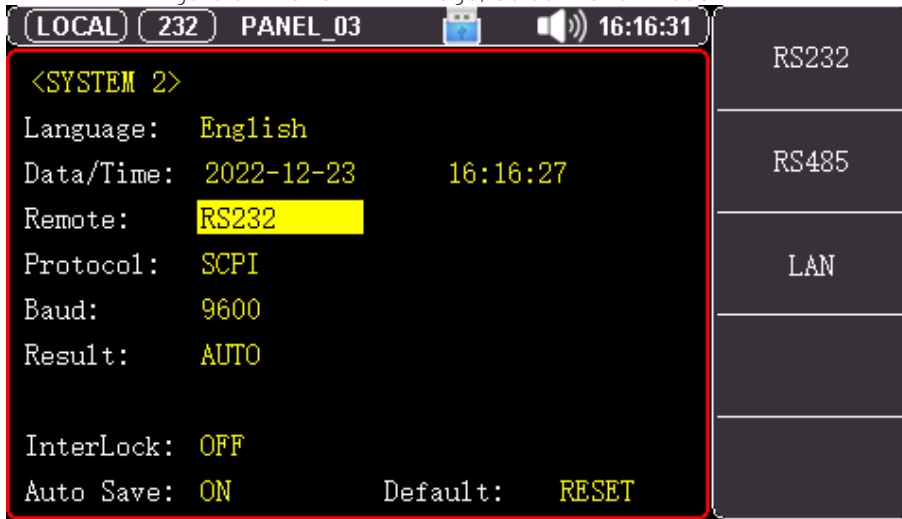 LOCAL 232 PANEL_03 16:16:31
<SYSTEM 2>
Language: English
Data/Time: 2022-12-23 16:16:27
Remote: RS232
Protocol: SCPI
Baud: 9600
Result: AUTO
InterLock: OFF
Auto Save: ON Default: RESET
RS232
RS485
LAN